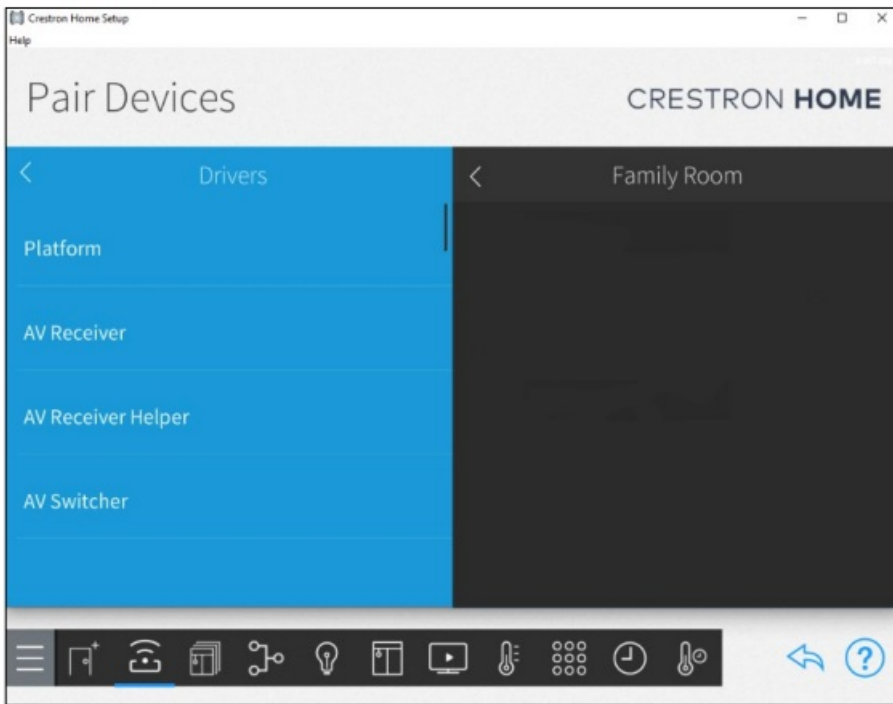 Crestron Home Setup
Help
Pair Devices
CRESTRON HOME
Drivers
Family Room
Platform
AV Receiver
AV Receiver Helper
AV Switcher